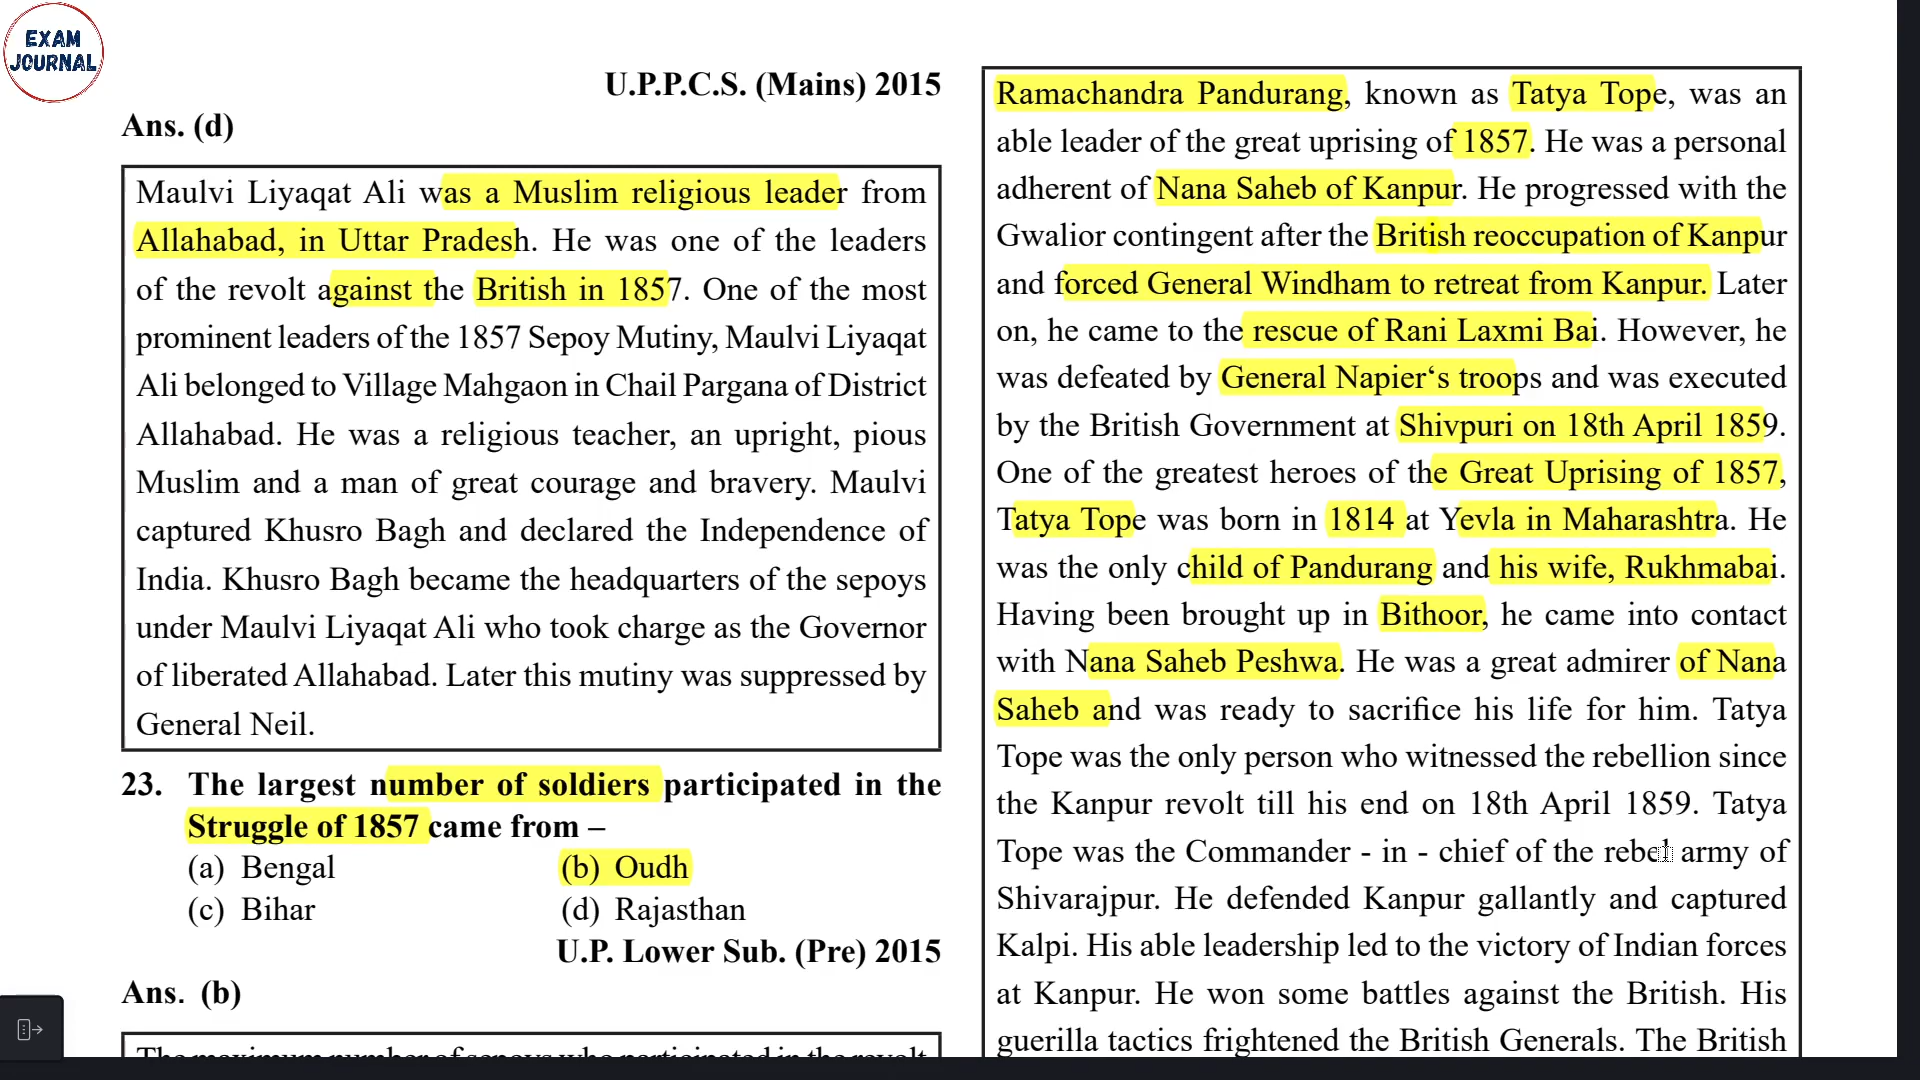 EXAM
JOURNAL
U.P.P.C.S. (Mains) 2015
Ans. (d)
Maulvi Liyaqat Ali was a Muslim religious leader from
Allahabad, in Uttar Pradesh. He was one of the leaders
of the revolt against the British in 1857. One of the most
prominent leaders of the 1857 Sepoy Mutiny, Maulvi Liyaqat
Ali belonged to Village Mahgaon in Chail Pargana of District
Allahabad. He was a religious teacher, an upright, pious
Muslim and a man of great courage and bravery. Maulvi
captured Khusro Bagh and declared the Independence of
India. Khusro Bagh became the headquarters of the sepoys
under Maulvi Liyaqat Ali who took charge as the Governor
of liberated Allahabad. Later this mutiny was suppressed by
General Neil.
23. The largest number of soldiers participated in the
Struggle of 1857 came from –
(a) Bengal (b) Oudh
(c) Bihar (d) Rajasthan
U.P. Lower Sub. (Pre) 2015
Ans. (b)
The maximum number of sepoys who participated in the revolt
Ramachandra Pandurang, known as Tatya Tope, was an
able leader of the great uprising of 1857. He was a personal
adherent of Nana Saheb of Kanpur. He progressed with the
Gwalior contingent after the British reoccupation of Kanpur
and forced General Windham to retreat from Kanpur. Later
on, he came to the rescue of Rani Laxmi Bai. However, he
was defeated by General Napier‘s troops and was executed
by the British Government at Shivpuri on 18th April 1859.
One of the greatest heroes of the Great Uprising of 1857,
Tatya Tope was born in 1814 at Yevla in Maharashtra. He
was the only child of Pandurang and his wife, Rukhmabai.
Having been brought up in Bithoor, he came into contact
with Nana Saheb Peshwa. He was a great admirer of Nana
Saheb and was ready to sacrifice his life for him. Tatya
Tope was the only person who witnessed the rebellion since
the Kanpur revolt till his end on 18th April 1859. Tatya
Tope was the Commander - in - chief of the rebel army of
Shivarajpur. He defended Kanpur gallantly and captured
Kalpi. His able leadership led to the victory of Indian forces
at Kanpur. He won some battles against the British. His
guerilla tactics frightened the British Generals. The British